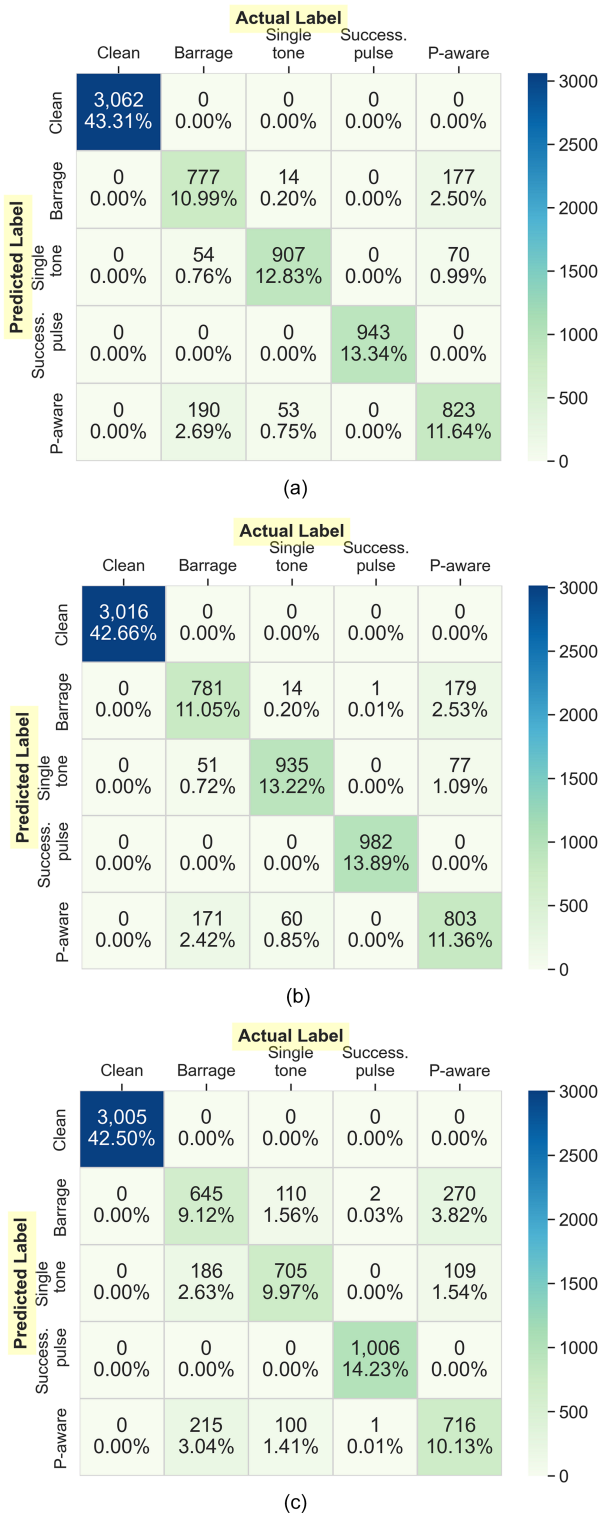 Actual Label
Clean Barrage Single tone Success. pulse P-aware
Predicted Label
Clean
3,062 0 0 0 0
43.31% 0.00% 0.00% 0.00% 0.00%
Barrage
0 777 14 0 177
0.00% 10.99% 0.20% 0.00% 2.50%
Single tone
0 54 907 0 70
0.00% 0.76% 12.83% 0.00% 0.99%
Success. pulse
0 0 0 943 0
0.00% 0.00% 0.00% 13.34% 0.00%
P-aware
0 190 53 0 823
0.00% 2.69% 0.75% 0.00% 11.64%
3000
2500
2000
1500
1000
500
0
(a)
Actual Label
Clean Barrage Single tone Success. pulse P-aware
Predicted Label
Clean
3,016 0 0 0 0
42.66% 0.00% 0.00% 0.00% 0.00%
Barrage
0 781 14 1 179
0.00% 11.05% 0.20% 0.01% 2.53%
Single tone
0 51 935 0 77
0.00% 0.72% 13.22% 0.00% 1.09%
Success. pulse
0 0 0 982 0
0.00% 0.00% 0.00% 13.89% 0.00%
P-aware
0 171 60 0 803
0.00% 2.42% 0.85% 0.00% 11.36%
3000
2500
2000
1500
1000
500
0
(b)
Actual Label
Clean Barrage Single tone Success. pulse P-aware
Predicted Label
Clean
3,005 0 0 0 0
42.50% 0.00% 0.00% 0.00% 0.00%
Barrage
0 645 110 2 270
0.00% 9.12% 1.56% 0.03% 3.82%
Single tone
0 186 705 0 109
0.00% 2.63% 9.97% 0.00% 1.54%
Success. pulse
0 0 0 1,006 0
0.00% 0.00% 0.00% 14.23% 0.00%
P-aware
0 215 100 1 716
0.00% 3.04% 1.41% 0.01% 10.13%
3000
2500
2000
1500
1000
500
0
(c)